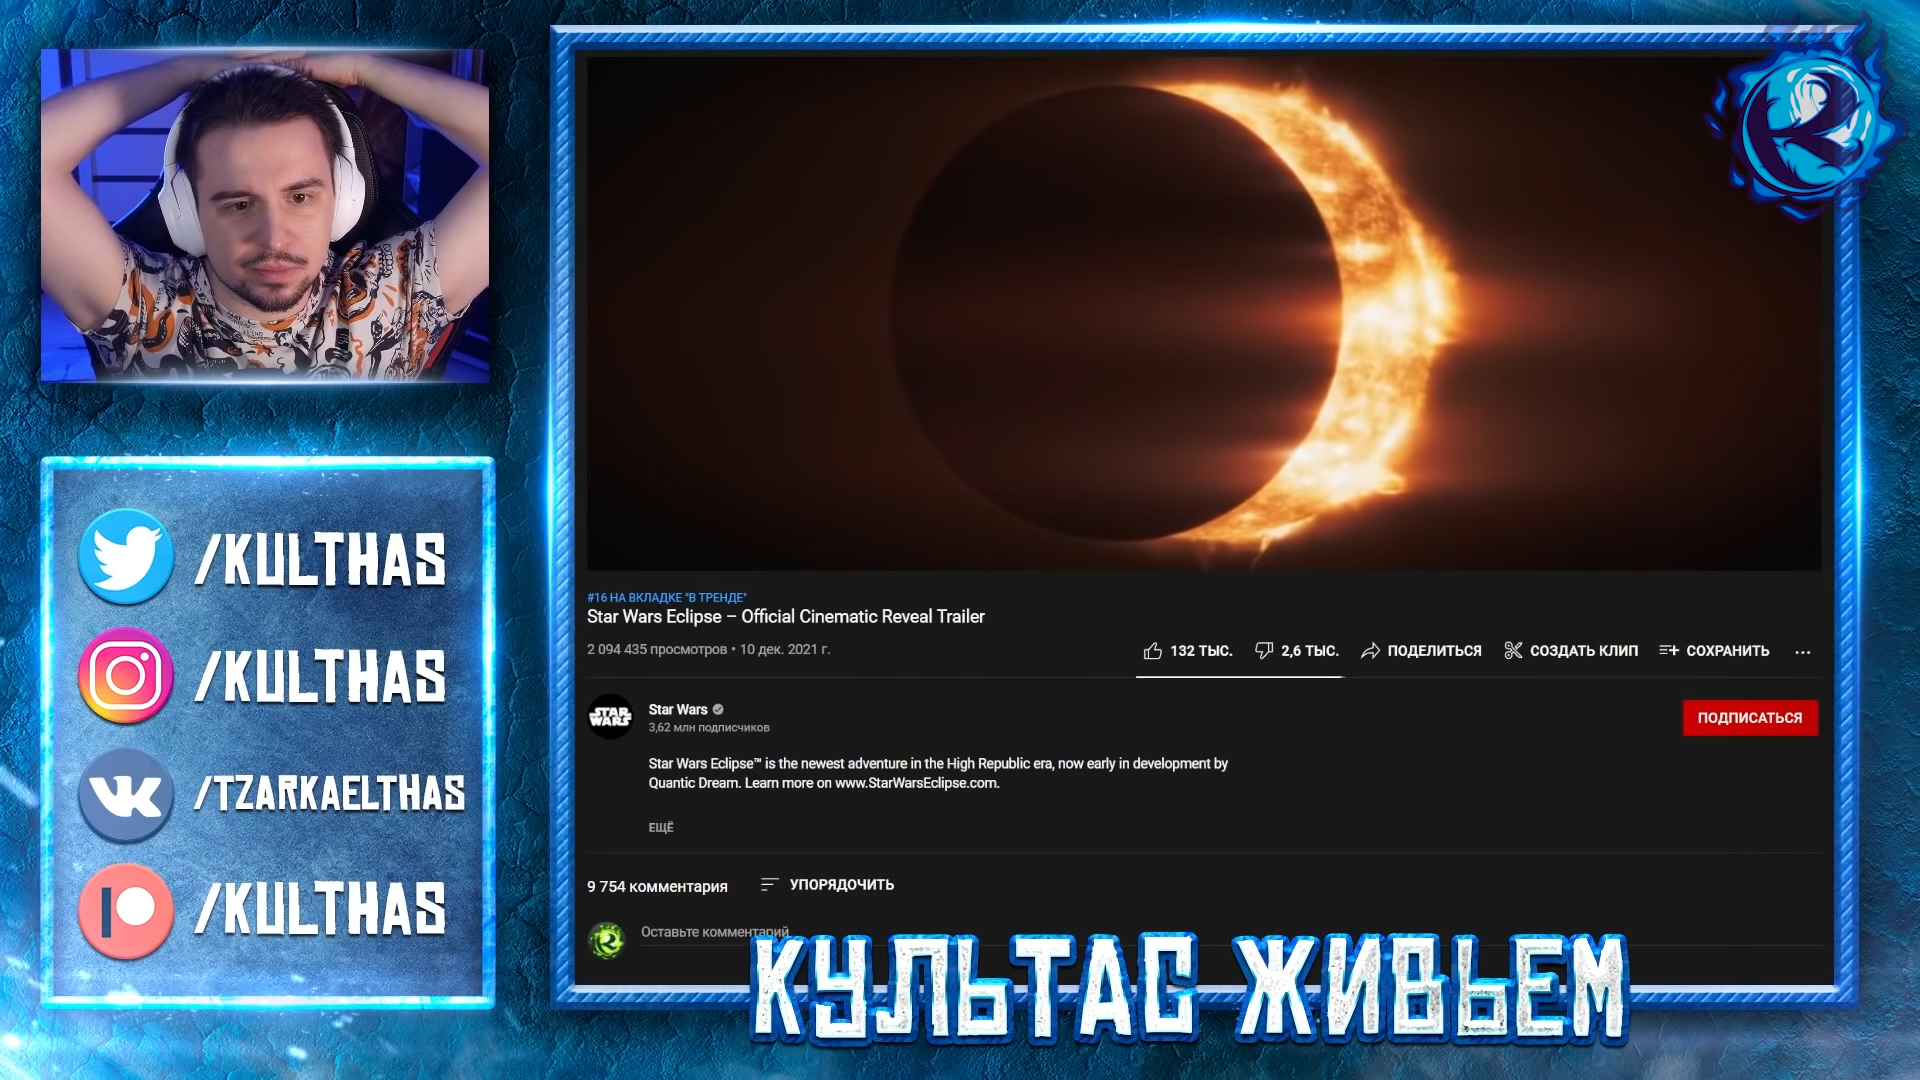 /KULTHAS
/KULTHAS
/TZARKAELTHAS
/KULTHAS
#16 НА ВКЛАДКЕ "В ТРЕНДЕ"
Star Wars Eclipse – Official Cinematic Reveal Trailer
2 094 435 просмотров • 10 дек. 2021 г.
132 ТЫС. 2,6 ТЫС. ПОДЕЛИТЬСЯ СОЗДАТЬ КЛИП СОХРАНИТЬ ...
STAR WARS
Star Wars
3,62 млн подписчиков
ПОДПИСАТЬСЯ
Star Wars Eclipse™ is the newest adventure in the High Republic era, now early in development by
Quantic Dream. Learn more on www.StarWarsEclipse.com.
ЕЩЁ
9 754 комментария УПОРЯДОЧИТЬ
Оставьте комментарий
КУЛЬТАС ЖИВЬЕМ